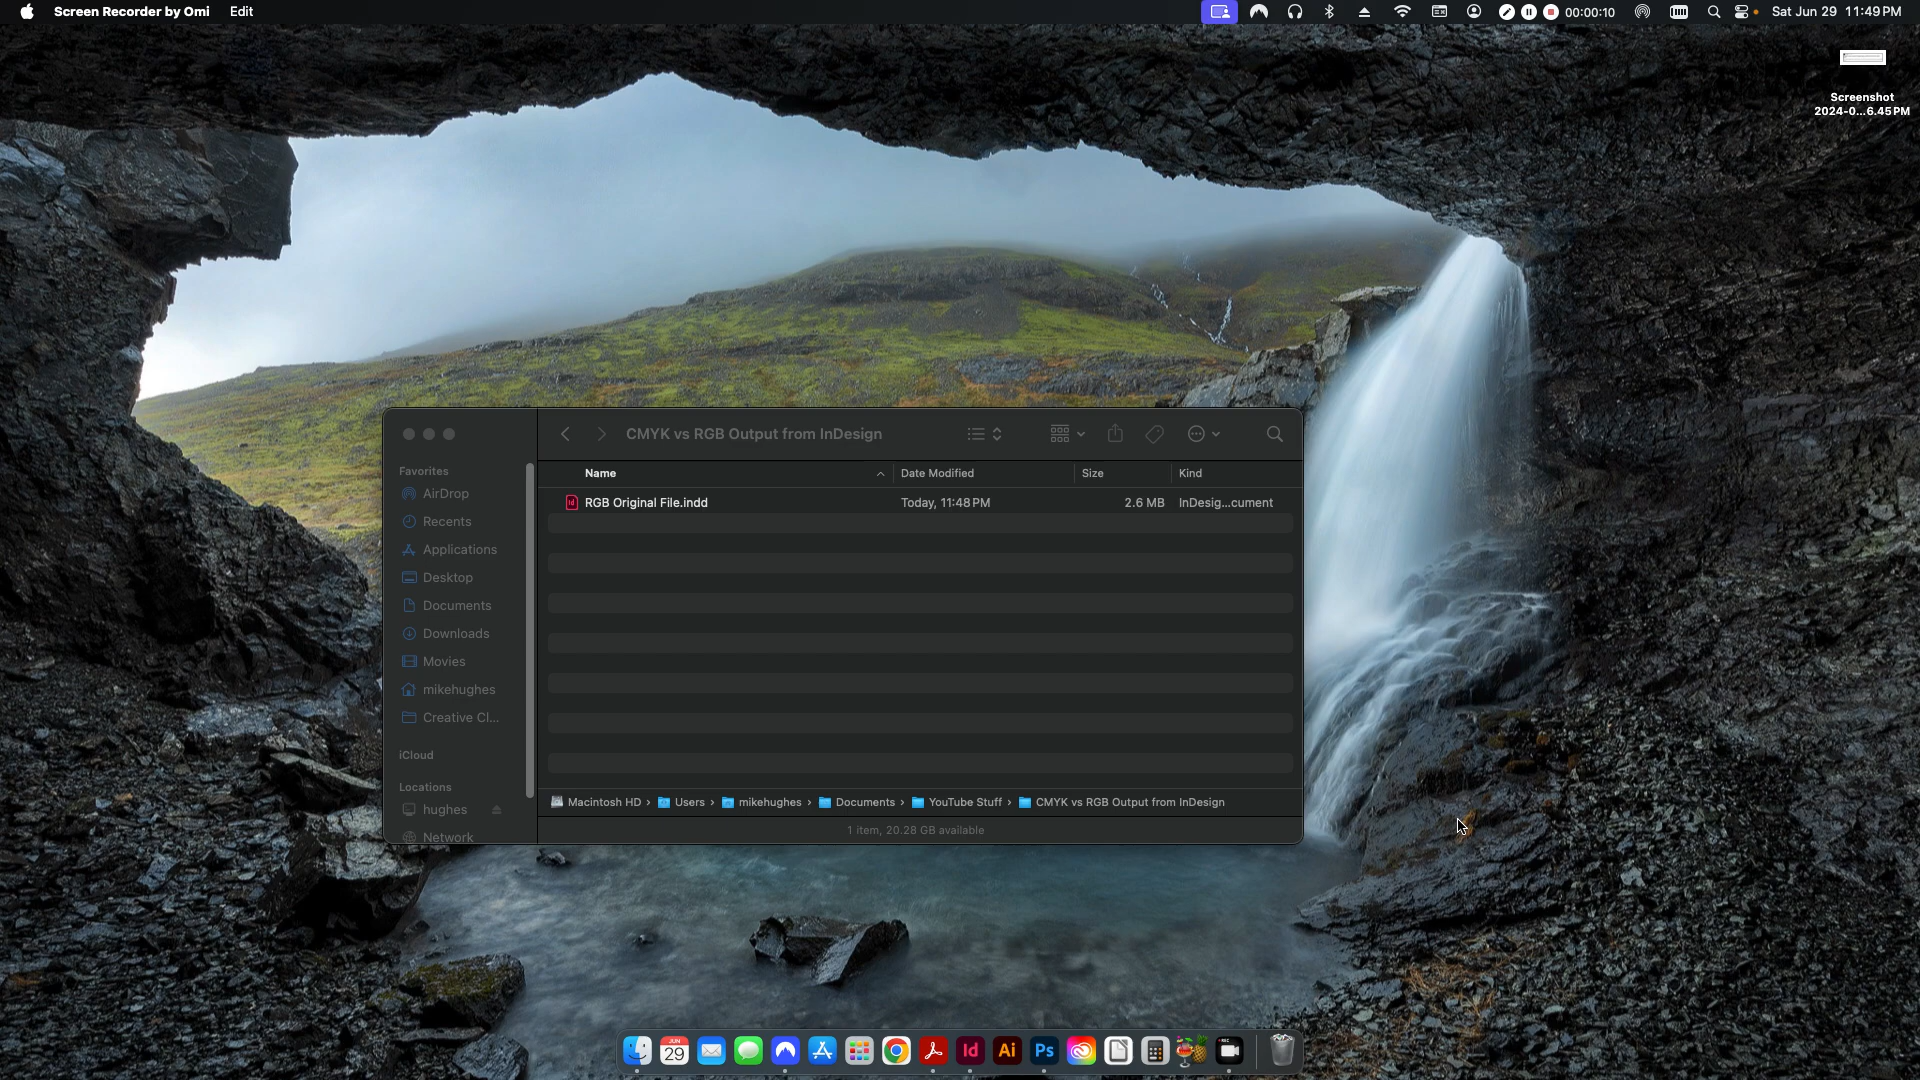 Screen Recorder by Omi Edit 00:00:10 Sat Jun 29 11:49 PM
Screenshot
2024-0...6.45 PM
CMYK vs RGB Output from InDesign
Favorites
AirDrop
Recents
Applications
Desktop
Documents
Downloads
Movies
mikehughes
Creative Cl...
iCloud
Locations
hughes
Network
Name Date Modified Size Kind
RGB Original File.indd Today, 11:48 PM 2.6 MB InDesig...cument
Macintosh HD › Users › mikehughes › Documents › YouTube Stuff › CMYK vs RGB Output from InDesign
1 item, 20.28 GB available
JUN
29
Id
Ai
Ps
REC